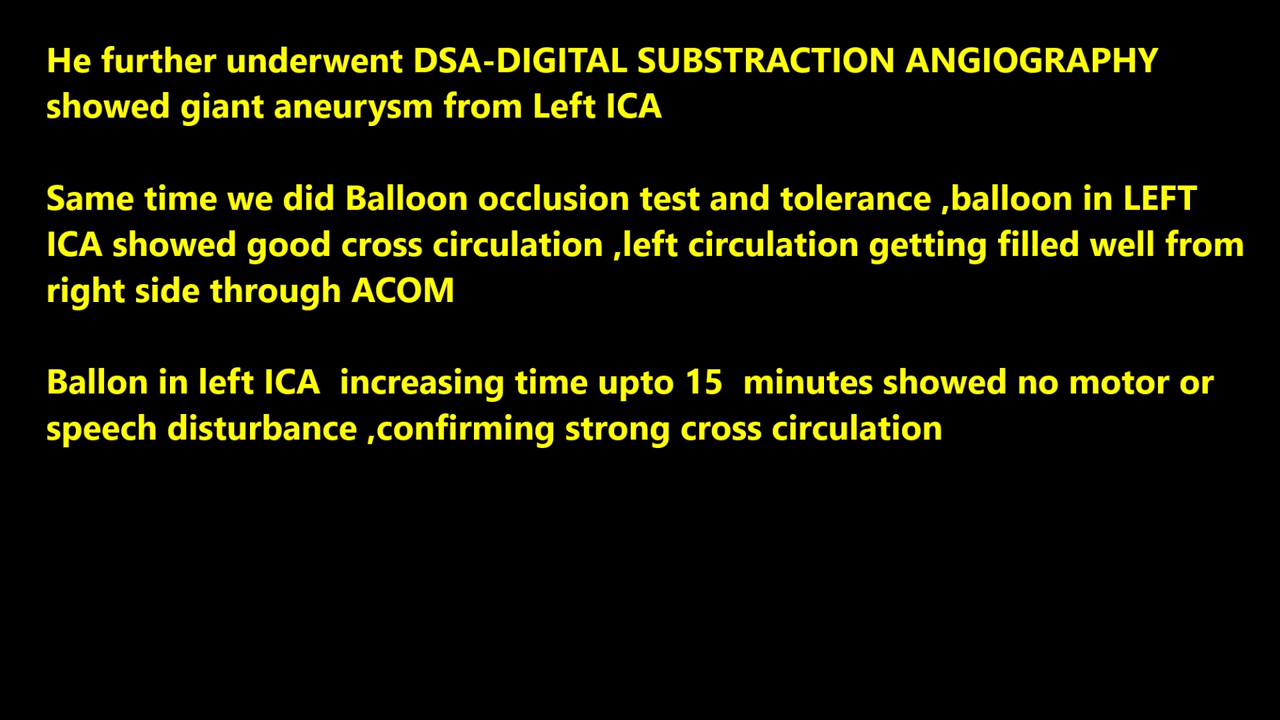 He further underwent DSA-DIGITAL SUBSTRACTION ANGIOGRAPHY
showed giant aneurysm from Left ICA
Same time we did Balloon occlusion test and tolerance ,balloon in LEFT
ICA showed good cross circulation ,left circulation getting filled well from
right side through ACOM
Ballon in left ICA  increasing time upto 15  minutes showed no motor or
speech disturbance ,confirming strong cross circulation